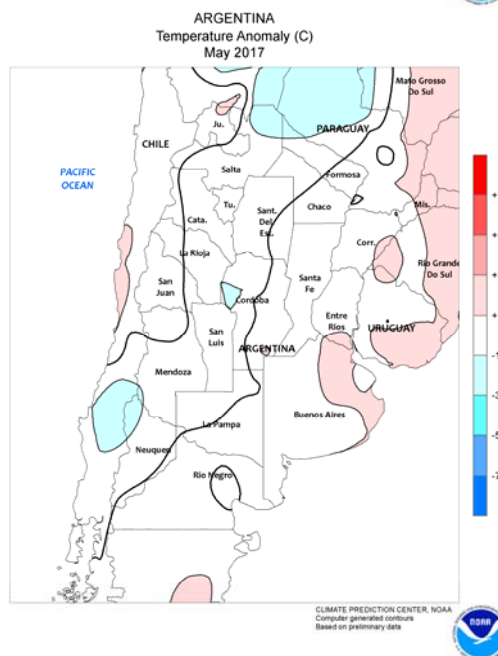 ARGENTINA
Temperature Anomaly (C)
May 2017
Mato Grosso
Do Sul
Ju.
PARAGUAY
CHILE
PACIFIC
OCEAN
Salta
Formosa
Tu.
Chaco
Mis.
Cata.
Sant.
Del
Est.
Corr.
La Rioja
Rio Grande
Do Sul
San
Juan
Santa
Fe
Cordoba
Entre
Rios
URUGUAY
San
Luis
ARGENTINA
Mendoza
Buenos Aires
La Pampa
Neuquen
Rio Negro
CLIMATE PREDICTION CENTER, NOAA
Computer generated contours
Based on preliminary data
NOAA